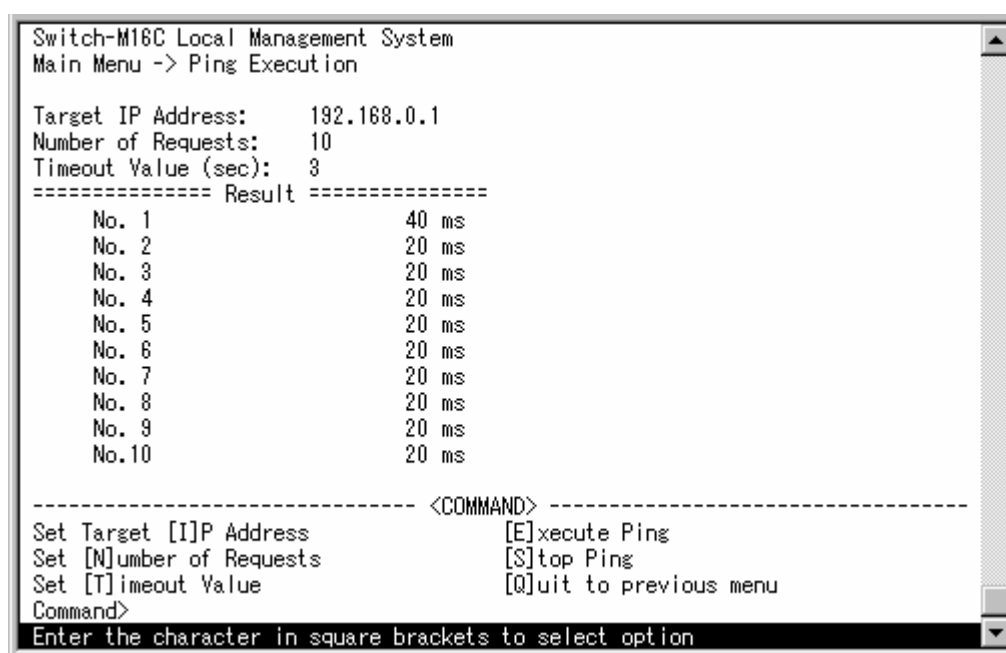 Switch-M16C Local Management System
Main Menu -> Ping Execution
Target IP Address: 192.168.0.1
Number of Requests: 10
Timeout Value (sec): 3
=============== Result ===============
No. 1 40 ms
No. 2 20 ms
No. 3 20 ms
No. 4 20 ms
No. 5 20 ms
No. 6 20 ms
No. 7 20 ms
No. 8 20 ms
No. 9 20 ms
No.10 20 ms
-------------------------------- <COMMAND> -----------------------------------
Set Target [I]P Address [E]xecute Ping
Set [N]umber of Requests [S]top Ping
Set [T]imeout Value [Q]uit to previous menu
Command>
Enter the character in square brackets to select option